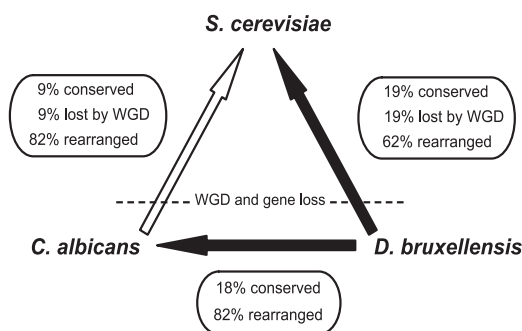 S. cerevisiae
9% conserved
9% lost by WGD
82% rearranged
19% conserved
19% lost by WGD
62% rearranged
WGD and gene loss
C. albicans
D. bruxellensis
18% conserved
82% rearranged